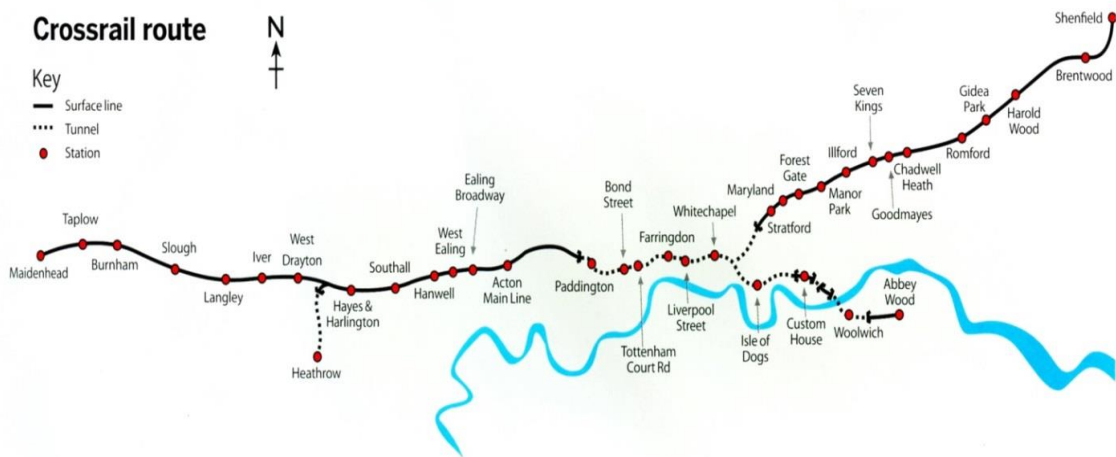 Crossrail route
N
Key
Surface line
Tunnel
Station
Maidenhead
Taplow
Burnham
Slough
Langley
Iver
West
Drayton
Heathrow
Hayes &
Harlington
Southall
Hanwell
West
Ealing
Ealing
Broadway
Acton
Main Line
Paddington
Bond
Street
Tottenham
Court Rd
Farringdon
Liverpool
Street
Whitechapel
Isle of
Dogs
Custom
House
Woolwich
Abbey
Wood
Stratford
Maryland
Forest
Gate
Manor
Park
Illford
Seven
Kings
Goodmayes
Chadwell
Heath
Romford
Gidea
Park
Harold
Wood
Brentwood
Shenfield